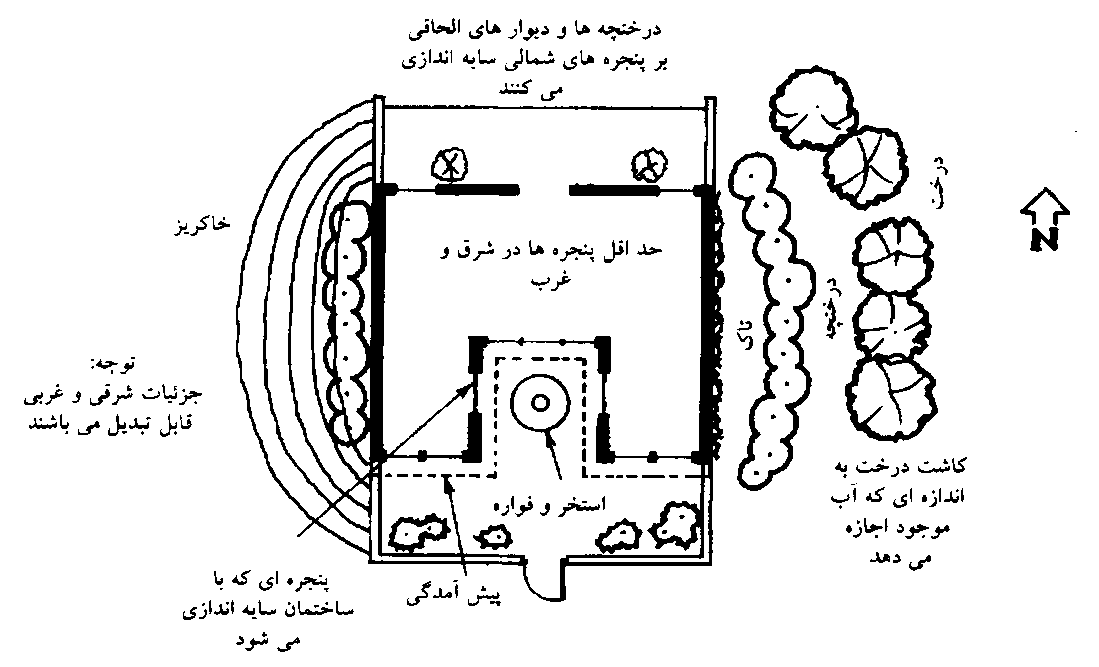 درختچه ها و دیوار های الحاقی
بر پنجره های شمالی سایه اندازی
می کنند
درخت
خاکریز
N
حد اقل پنجره ها در شرق و
غرب
درختچه
تاک
توجه:
جزئیات شرقی و غربی
قابل تبدیل می باشند
کاشت درخت به
اندازه ای که آب
موجود اجازه
می دهد
استخر و فواره
پنجره ای که با
ساختمان سایه اندازی
می شود
پیش آمدگی